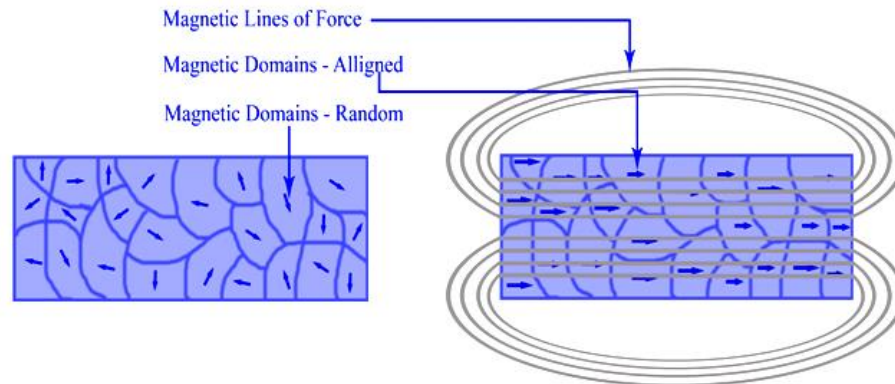 Magnetic Lines of Force
Magnetic Domains - Alligned
Magnetic Domains - Random